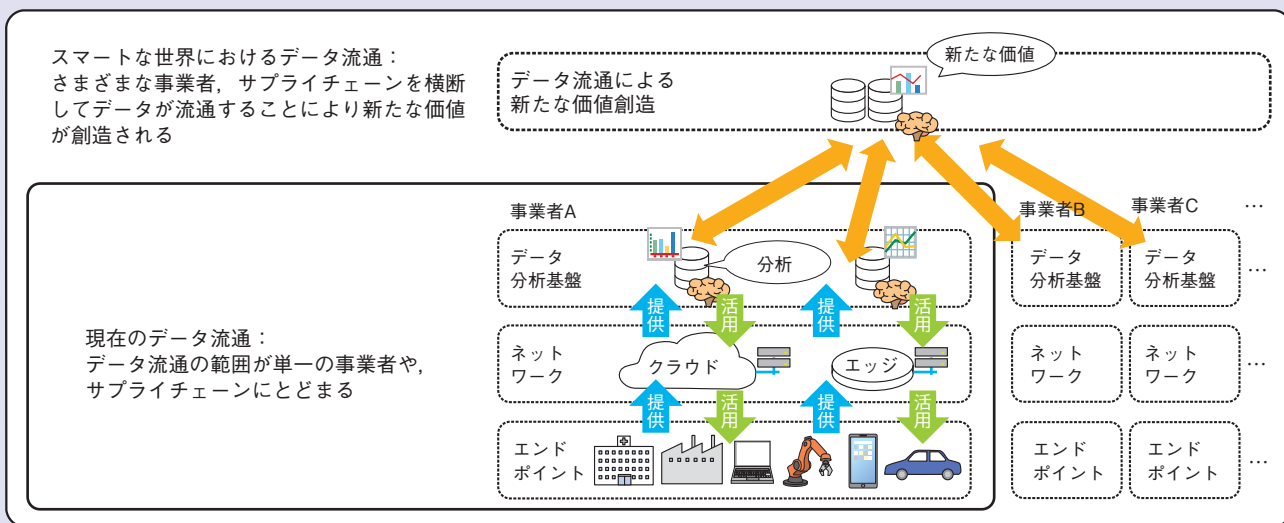 スマートな世界におけるデータ流通：
さまざまな事業者，サプライチェーンを横断
してデータが流通することにより新たな価値
が創造される
データ流通による
新たな価値創造
新たな価値
現在のデータ流通：
データ流通の範囲が単一の事業者や，
サプライチェーンにとどまる
事業者A
データ
分析基盤
分析
提供
活用
提供
活用
ネット
ワーク
クラウド
エッジ
提供
活用
提供
活用
エンド
ポイント
事業者B
データ
分析基盤
ネット
ワーク
エンド
ポイント
事業者C
データ
分析基盤
ネット
ワーク
エンド
ポイント
…
…
…
…